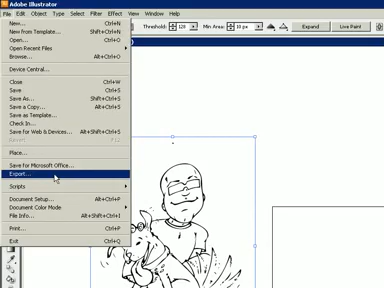 Adobe Illustrator
File Edit Object Type Select Filter Effect View Window Help
New... Ctrl+N
New from Template... Shift+Ctrl+N
Open... Ctrl+O
Open Recent Files
Browse... Alt+Ctrl+O
Device Central...
Close Ctrl+W
Save Ctrl+S
Save As... Shift+Ctrl+S
Save a Copy... Alt+Ctrl+S
Save as Template...
Check In...
Save for Web & Devices... Alt+Shift+Ctrl+S
Revert F12
Place...
Save for Microsoft Office...
Export...
Scripts
Document Setup... Alt+Ctrl+P
Document Color Mode
File Info... Alt+Shift+Ctrl+I
Print... Ctrl+P
Exit Ctrl+Q
Threshold: 128 Min Area: 10 px Expand Live Paint